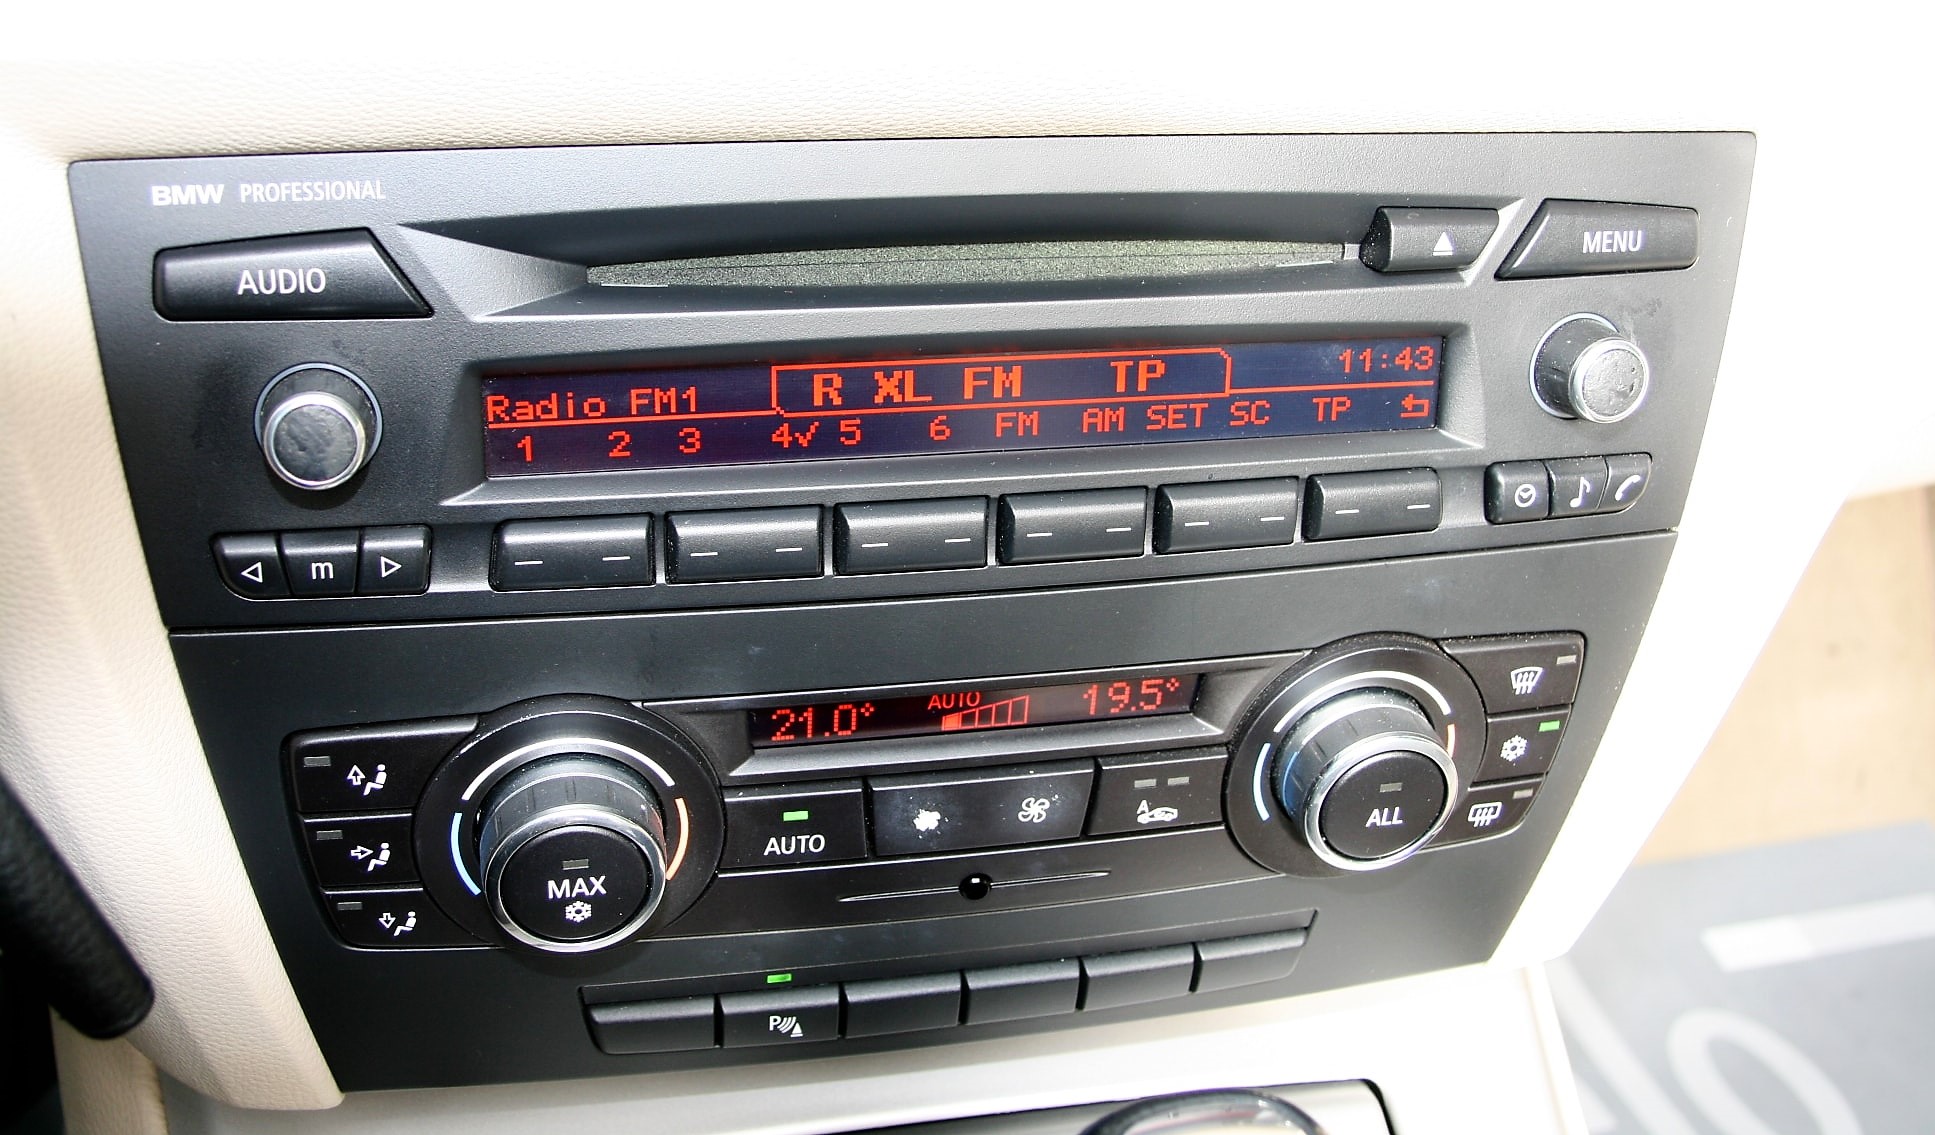 BMW PROFESSIONAL
AUDIO
MENU
Radio FM1 R XL FM TP 11:43
1 2 3 4✓ 5 6 FM AM SET SC TP
m
21.0° AUTO 19.5°
AUTO
A
MAX
ALL
P